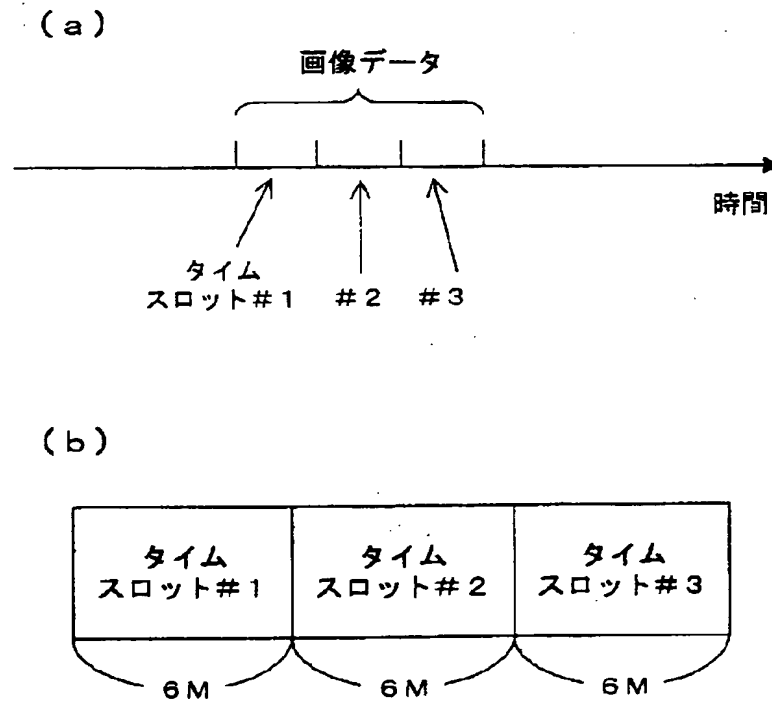 (a)
画像データ
時間
タイム
スロット#1 #2 #3
(b)
タイム
スロット#1
タイム
スロット#2
タイム
スロット#3
6M 6M 6M